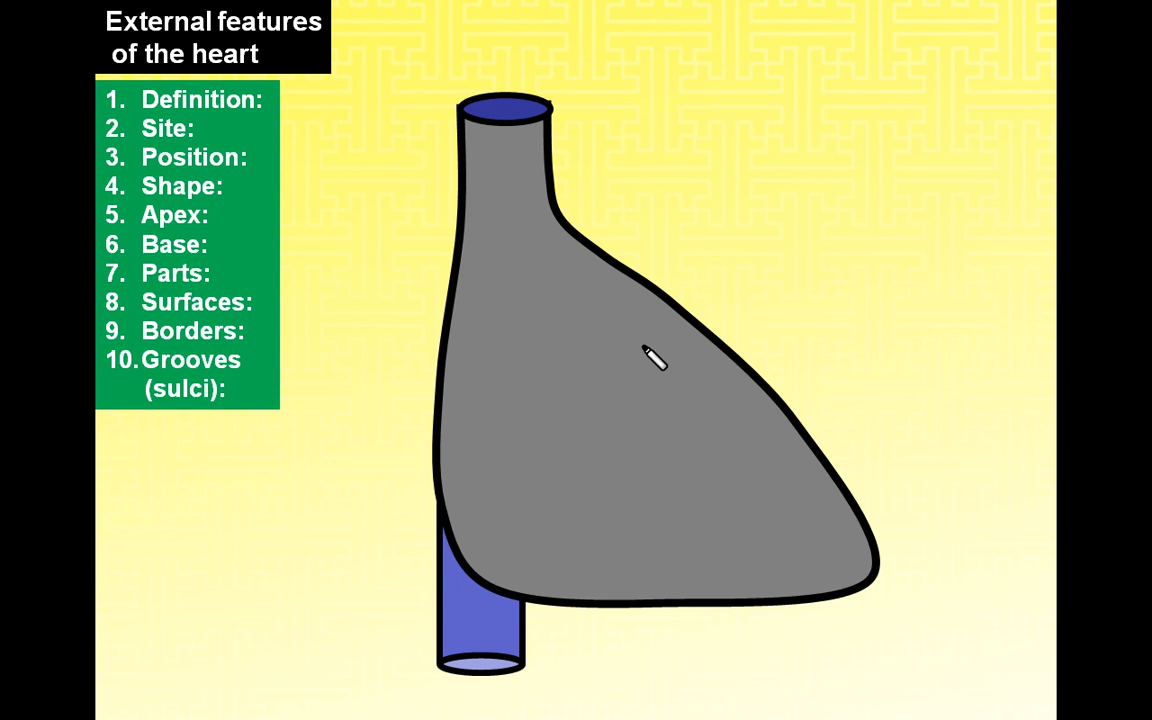 External features
of the heart
1. Definition:
2. Site:
3. Position:
4. Shape:
5. Apex:
6. Base:
7. Parts:
8. Surfaces:
9. Borders:
10. Grooves
(sulci):